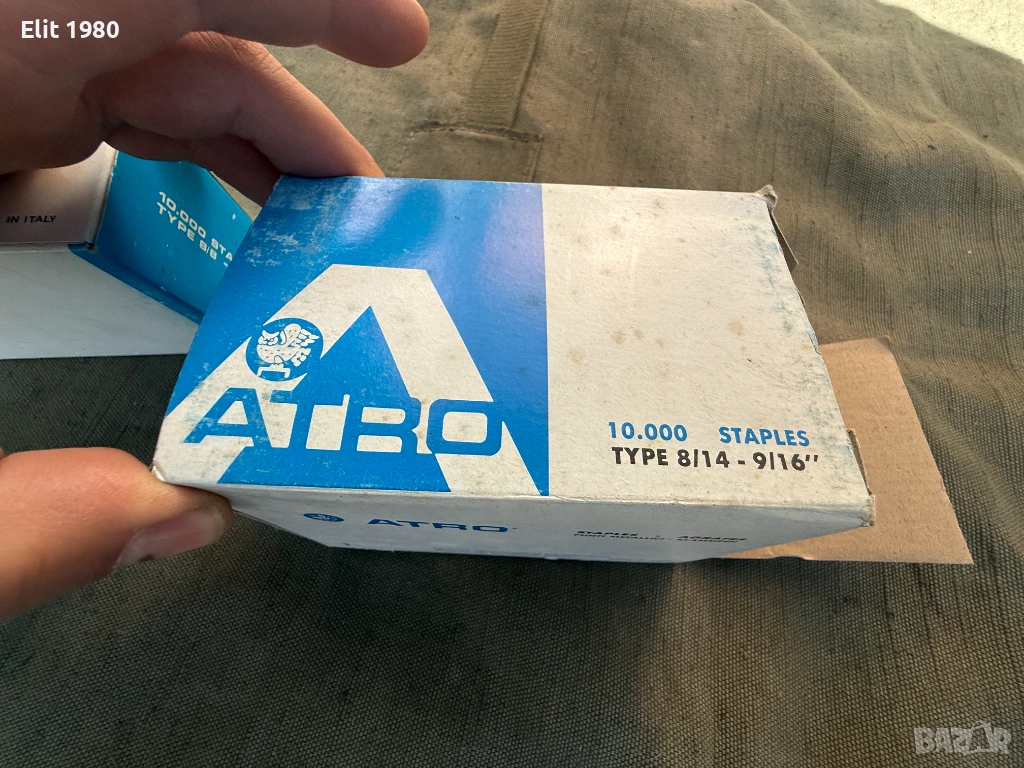 Elit 1980
IN ITALY
10.000 STA
TYPE 8/8 -
ATRO
10.000 STAPLES
TYPE 8/14 - 9/16"
ATRO
STAPLES - AGRAFES
BAZAR